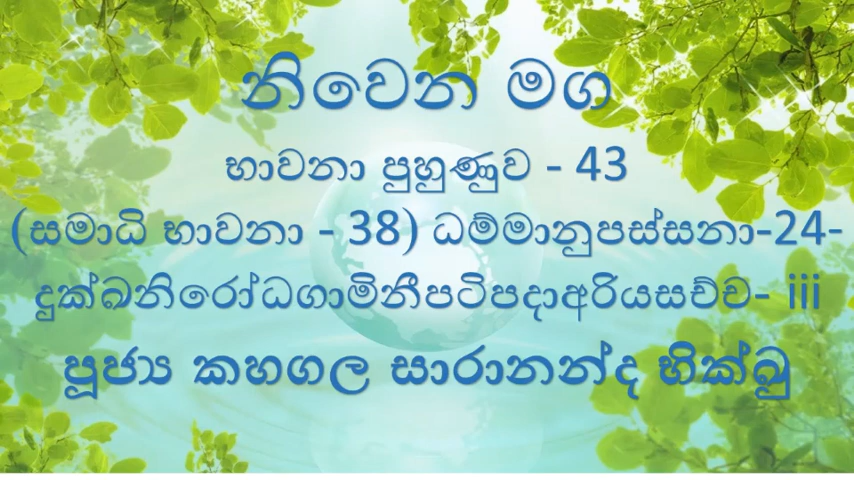 නිවෙන මග
භාවනා පුහුණුව - 43
(සමාධි භාවනා - 38) ධම්මානුපස්සනා-24-
දුක්ඛනිරෝධගාමිනීපටිපදාඅරියසච්ච- iii
පූජ්‍ය කහගල සාරානන්ද භික්ඛු